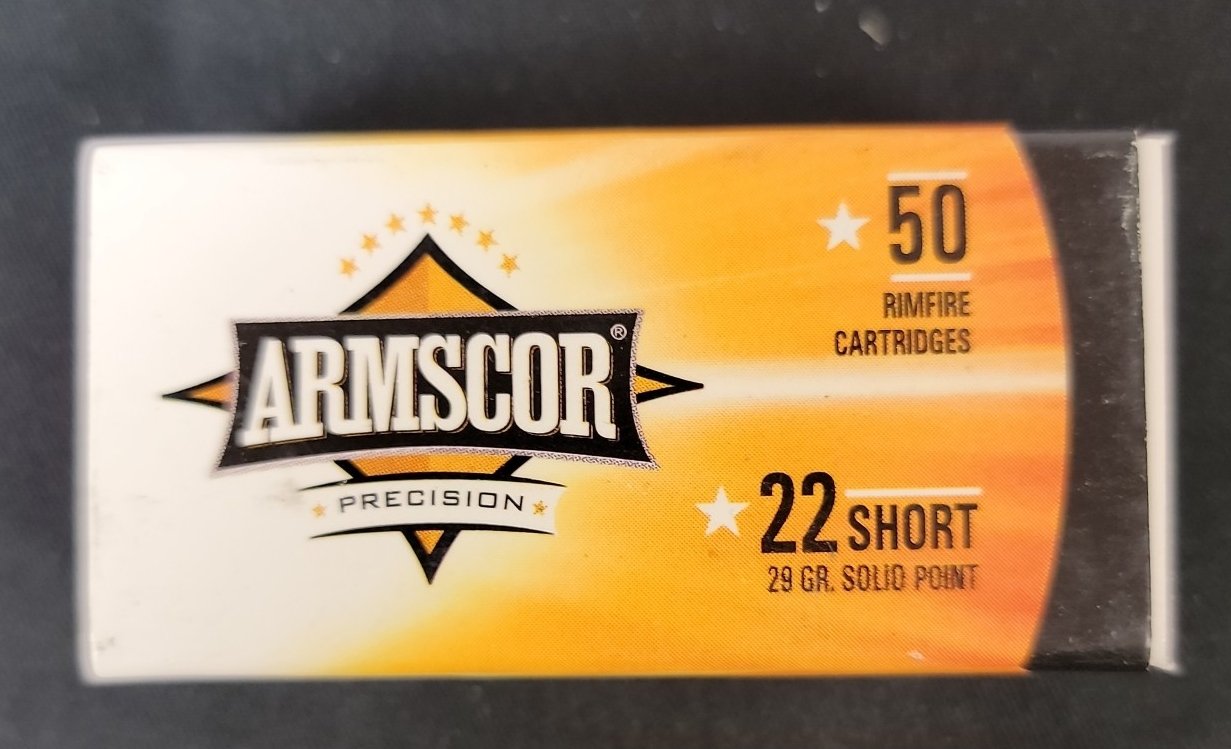 ARMSCOR®
PRECISION
50
RIMFIRE
CARTRIDGES
22 SHORT
29 GR. SOLID POINT